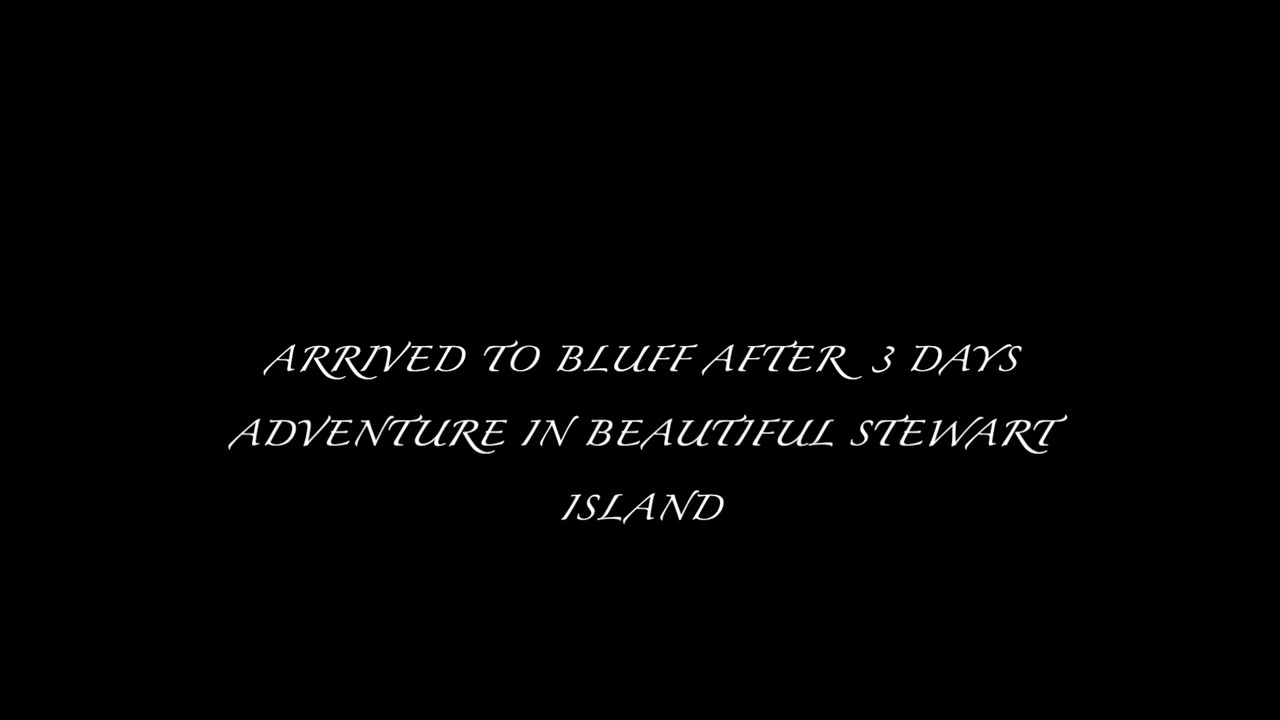 ARRIVED TO BLUFF AFTER 3 DAYS
ADVENTURE IN BEAUTIFUL STEWART
ISLAND